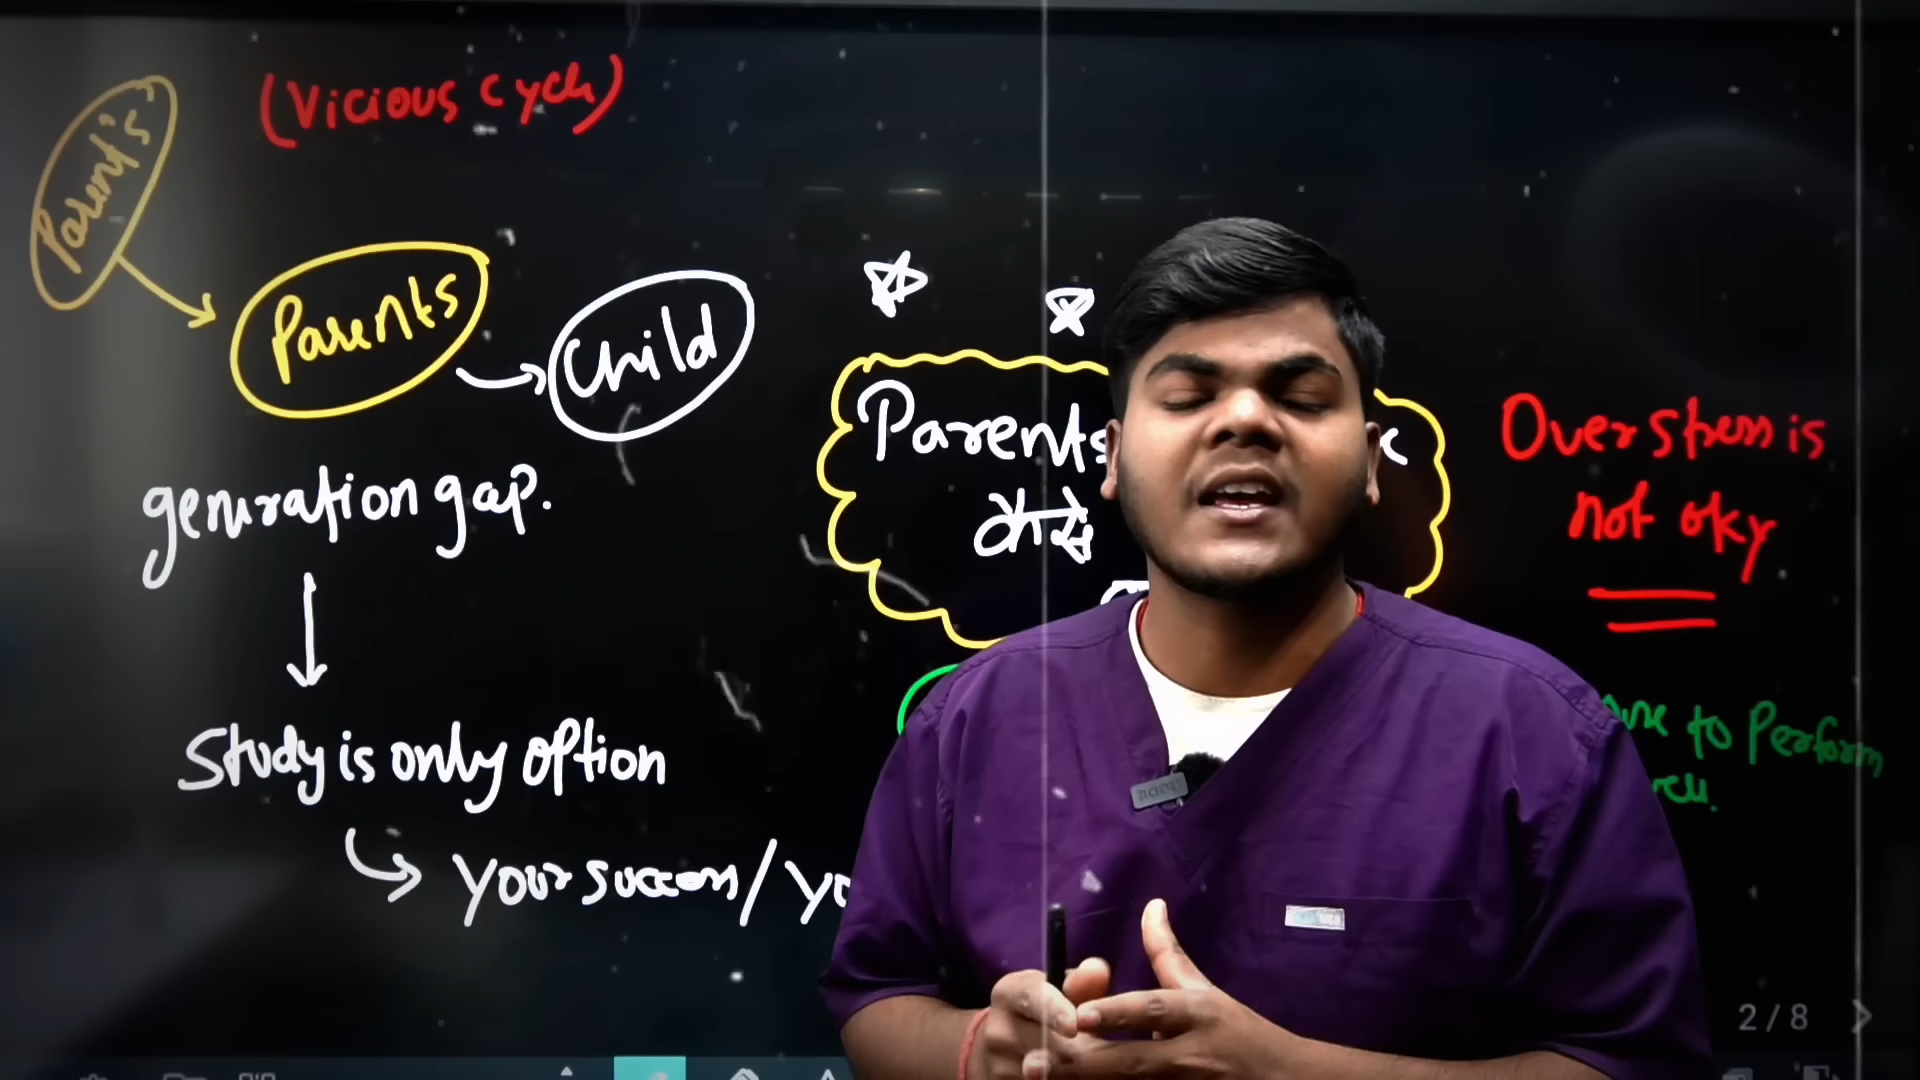 (Vicious Cycle)
Parent's
Parents
Child
generation gap.
Study is only option
Your success /
Parents
Over stress is
not oky
to Perform
2 / 8